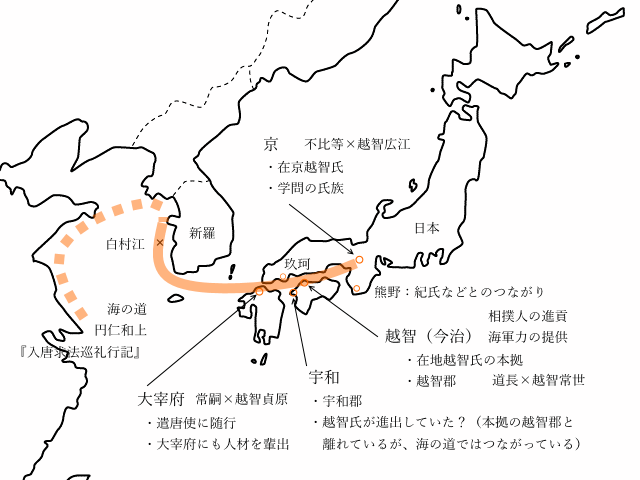 京　不比等×越智広江
・在京越智氏
・学問の氏族
日本
新羅
白村江
×
玖珂
熊野：紀氏などとのつながり
海の道
円仁和上
『入唐求法巡礼行記』
相撲人の進貢
越智（今治）　海軍力の提供
・在地越智氏の本拠
・越智郡　道長×越智常世
大宰府　常嗣×越智貞原
・遣唐使に随行
・大宰府にも人材を輩出
宇和
・宇和郡
・越智氏が進出していた？（本拠の越智郡と
離れているが、海の道ではつながっている）